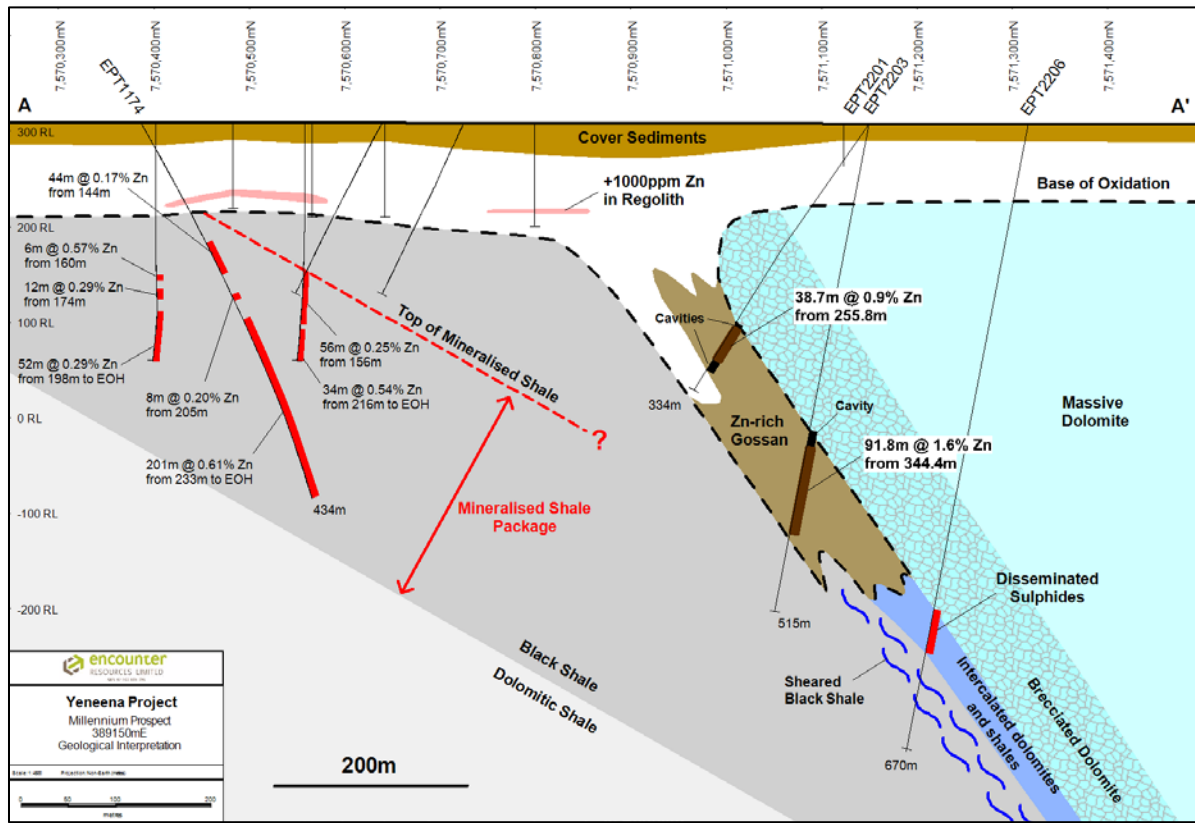 7,570,300mN
7,570,400mN
7,570,500mN
7,570,600mN
7,570,700mN
7,570,800mN
7,570,900mN
7,571,000mN
7,571,100mN
7,571,200mN
7,571,300mN
7,571,400mN
EPT1174
EPT2201
EPT2203
EPT2206
A
A'
300 RL
Cover Sediments
44m @ 0.17% Zn
from 144m
+1000ppm Zn
in Regolith
Base of Oxidation
200 RL
6m @ 0.57% Zn
from 160m
12m @ 0.29% Zn
from 174m
Top of Mineralised Shale
Cavities
38.7m @ 0.9% Zn
from 255.8m
100 RL
52m @ 0.29% Zn
from 198m to EOH
56m @ 0.25% Zn
from 156m
34m @ 0.54% Zn
from 216m to EOH
8m @ 0.20% Zn
from 205m
334m
Cavity
Massive
Dolomite
0 RL
?
Zn-rich
Gossan
91.8m @ 1.6% Zn
from 344.4m
201m @ 0.61% Zn
from 233m to EOH
434m
Mineralised Shale
Package
-100 RL
Disseminated
Sulphides
-200 RL
515m
Black Shale
Dolomitic Shale
Sheared
Black Shale
Intercalated dolomites
and shales
Brecciated Dolomite
670m
encounter
RESOURCES LIMITED
Yeneena Project
Millennium Prospect
389150mE
Geological Interpretation
0
50
100
200
metres
200m